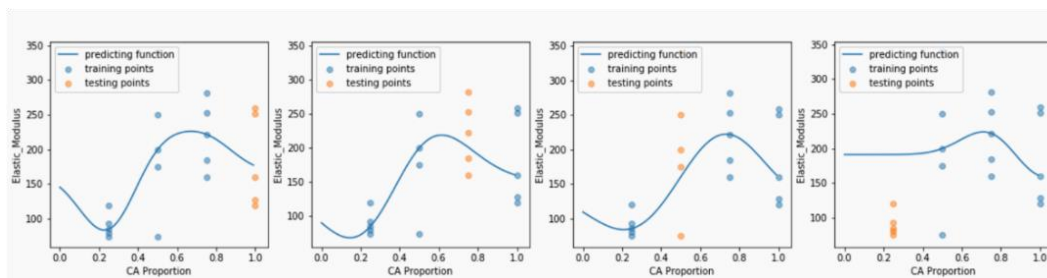 350
300
250
200
150
100
Elastic_Modulus
predicting function
training points
testing points
0.0 0.2 0.4 0.6 0.8 1.0
CA Proportion
350
300
250
200
150
100
Elastic_Modulus
predicting function
training points
testing points
0.0 0.2 0.4 0.6 0.8 1.0
CA Proportion
350
300
250
200
150
100
Elastic_Modulus
predicting function
training points
testing points
0.0 0.2 0.4 0.6 0.8 1.0
CA Proportion
350
300
250
200
150
100
Elastic_Modulus
predicting function
training points
testing points
0.0 0.2 0.4 0.6 0.8 1.0
CA Proportion